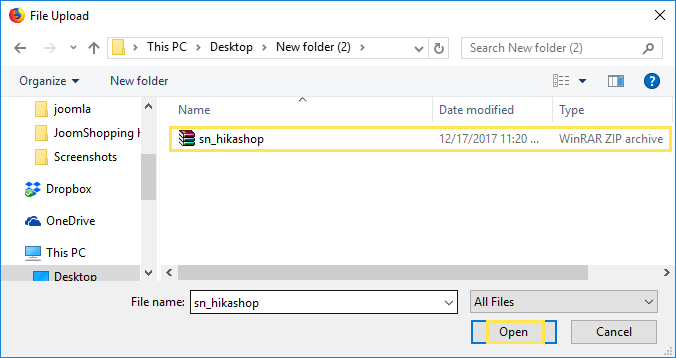 File Upload
This PC > Desktop > New folder (2) >
Search New folder (2)
Organize
New folder
?
joomla
JoomShopping
Screenshots
Dropbox
OneDrive
This PC
Desktop
Name
Date modified
Type
sn_hikashop
12/17/2017 11:20 ...
WinRAR ZIP archive
File name:
sn_hikashop
All Files
Open
Cancel